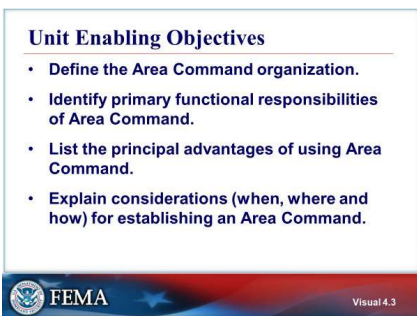 Unit Enabling Objectives
• Define the Area Command organization.
• Identify primary functional responsibilities
of Area Command.
• List the principal advantages of using Area
Command.
• Explain considerations (when, where and
how) for establishing an Area Command.
FEMA
Visual 4.3